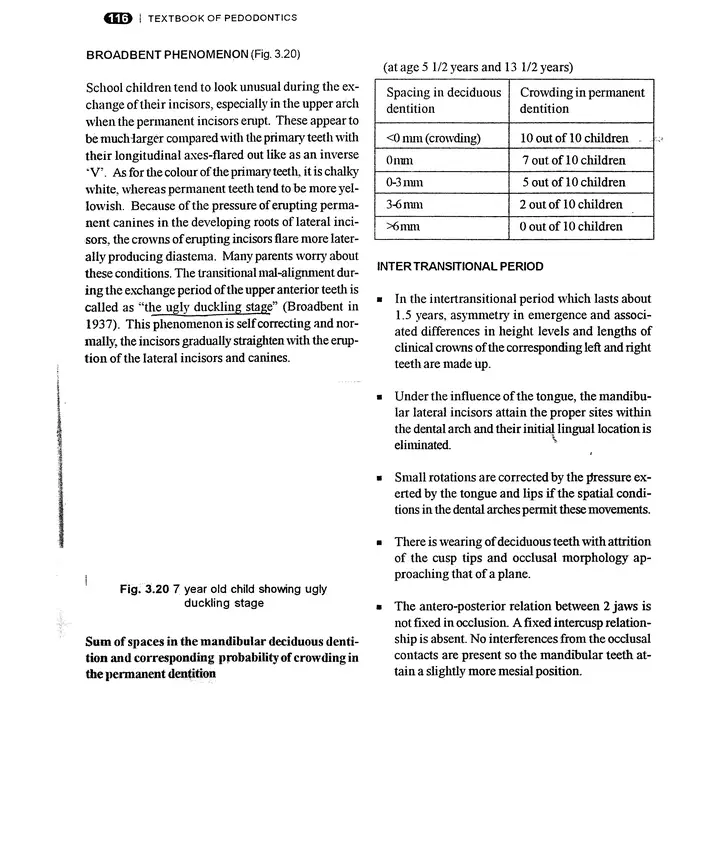 116 | TEXTBOOK OF PEDODONTICS
BROADBENT PHENOMENON (Fig. 3.20)
School children tend to look unusual during the ex-
change of their incisors, especially in the upper arch
when the permanent incisors erupt. These appear to
be much larger compared with the primary teeth with
their longitudinal axes-flared out like as an inverse
'V'. As for the colour of the primary teeth, it is chalky
white, whereas permanent teeth tend to be more yel-
lowish. Because of the pressure of erupting perma-
nent canines in the developing roots of lateral inci-
sors, the crowns of erupting incisors flare more later-
ally producing diastema. Many parents worry about
these conditions. The transitional mal-alignment dur-
ing the exchange period of the upper anterior teeth is
called as “the ugly duckling stage” (Broadbent in
1937). This phenomenon is self correcting and nor-
mally, the incisors gradually straighten with the erup-
tion of the lateral incisors and canines.
Fig. 3.20 7 year old child showing ugly
duckling stage
Sum of spaces in the mandibular deciduous denti-
tion and corresponding probability of crowding in
the permanent dentition
(at age 5 1/2 years and 13 1/2 years)
Spacing in deciduous dentition Crowding in permanent dentition
<0 mm (crowding) 10 out of 10 children
0mm 7 out of 10 children
0-3 mm 5 out of 10 children
3-6 mm 2 out of 10 children
>6mm 0 out of 10 children
INTER TRANSITIONAL PERIOD
▪ In the intertransitional period which lasts about
1.5 years, asymmetry in emergence and associ-
ated differences in height levels and lengths of
clinical crowns of the corresponding left and right
teeth are made up.
▪ Under the influence of the tongue, the mandibu-
lar lateral incisors attain the proper sites within
the dental arch and their initial lingual location is
eliminated.
▪ Small rotations are corrected by the pressure ex-
erted by the tongue and lips if the spatial condi-
tions in the dental arches permit these movements.
▪ There is wearing of deciduous teeth with attrition
of the cusp tips and occlusal morphology ap-
proaching that of a plane.
▪ The antero-posterior relation between 2 jaws is
not fixed in occlusion. A fixed intercusp relation-
ship is absent. No interferences from the occlusal
contacts are present so the mandibular teeth at-
tain a slightly more mesial position.